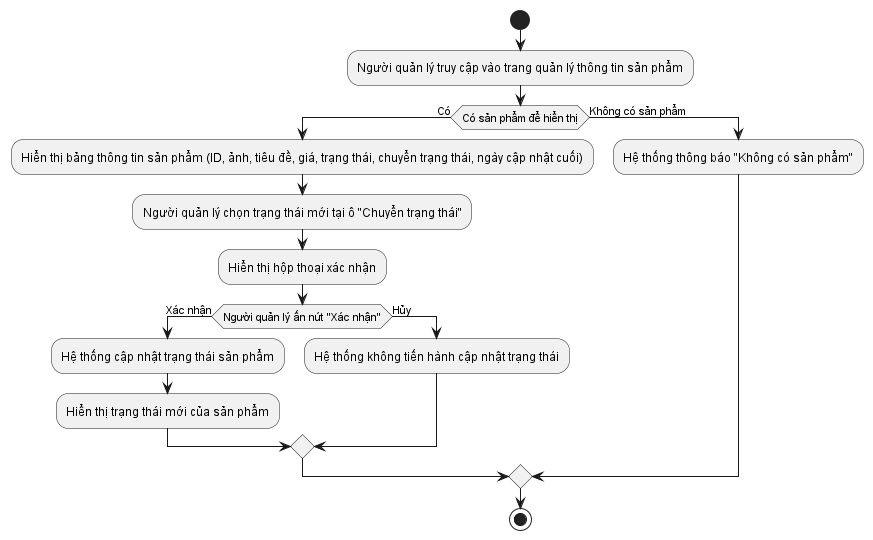 Người quản lý truy cập vào trang quản lý thông tin sản phẩm
Có
Có sản phẩm để hiển thị
Không có sản phẩm
Hiển thị bảng thông tin sản phẩm (ID, ảnh, tiêu đề, giá, trạng thái, chuyển trạng thái, ngày cập nhật cuối)
Hệ thống thông báo "Không có sản phẩm"
Người quản lý chọn trạng thái mới tại ô "Chuyển trạng thái"
Hiển thị hộp thoại xác nhận
Xác nhận
Người quản lý ấn nút "Xác nhận"
Hủy
Hệ thống cập nhật trạng thái sản phẩm
Hệ thống không tiến hành cập nhật trạng thái
Hiển thị trạng thái mới của sản phẩm